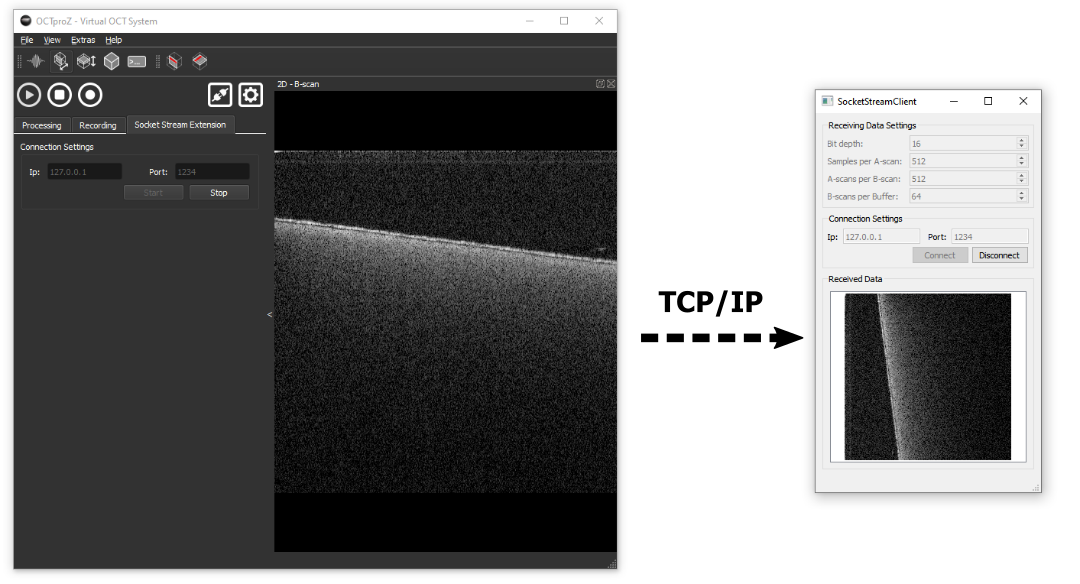 OCTproZ - Virtual OCT System
File View Extras Help
>_
2D - B-scan
Processing Recording Socket Stream Extension
Connection Settings
Ip: 127.0.0.1 Port: 1234
Start Stop
<
TCP/IP
SocketStreamClient
Receiving Data Settings
Bit depth: 16
Samples per A-scan: 512
A-scans per B-scan: 512
B-scans per Buffer: 64
Connection Settings
Ip: 127.0.0.1 Port: 1234
Connect Disconnect
Received Data